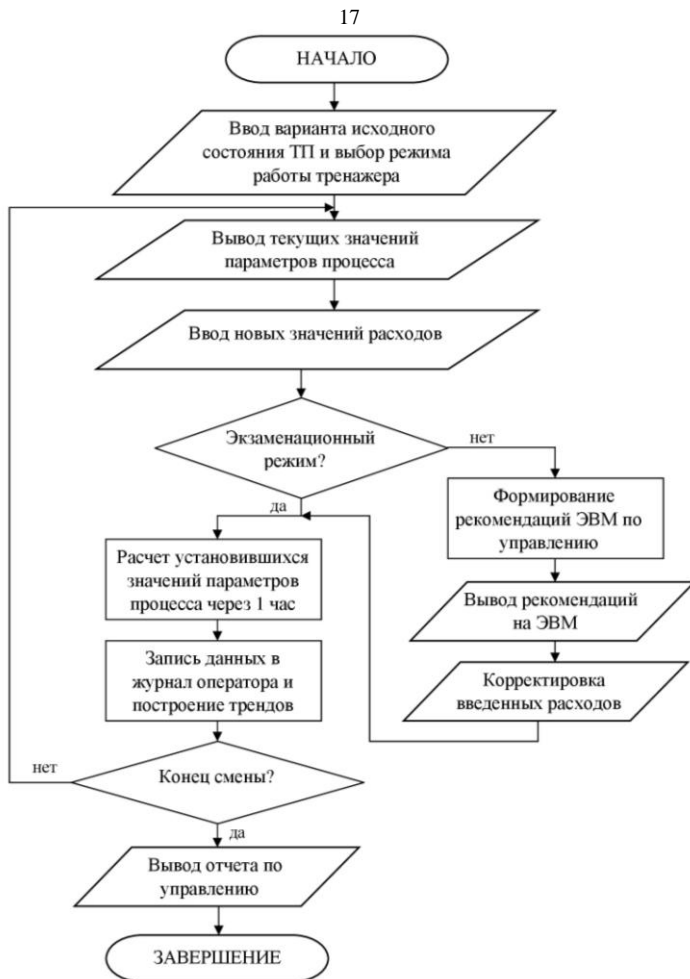 17
НАЧАЛО
Ввод варианта исходного
состояния ТП и выбор режима
работы тренажера
Вывод текущих значений
параметров процесса
Ввод новых значений расходов
Экзаменационный
режим?
нет
да
Формирование
рекомендаций ЭВМ по
управлению
Вывод рекомендаций
на ЭВМ
Корректировка
введенных расходов
Расчет установившихся
значений параметров
процесса через 1 час
Запись данных в
журнал оператора и
построение трендов
Конец смены?
нет
да
Вывод отчета по
управлению
ЗАВЕРШЕНИЕ